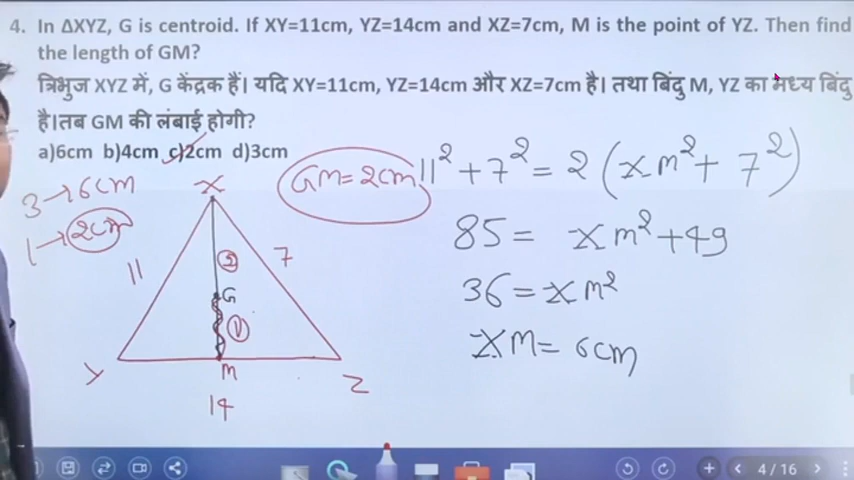 4. In ΔXYZ, G is centroid. If XY=11cm, YZ=14cm and XZ=7cm, M is the point of YZ. Then find
the length of GM?
त्रिभुज XYZ में, G केंद्रक हैं। यदि XY=11cm, YZ=14cm और XZ=7cm है। तथा बिंदु M, YZ का मध्य बिंदु
है।तब GM की लंबाई होगी?
a)6cm b)4cm c)2cm d)3cm
GM=2cm
11² + 7² = 2 (XM² + 7²)
3→6cm
1→2cm
X
85 = XM²+49
11
2
7
G
36 = XM²
1
XM = 6cm
Y
M
Z
14
4 / 16